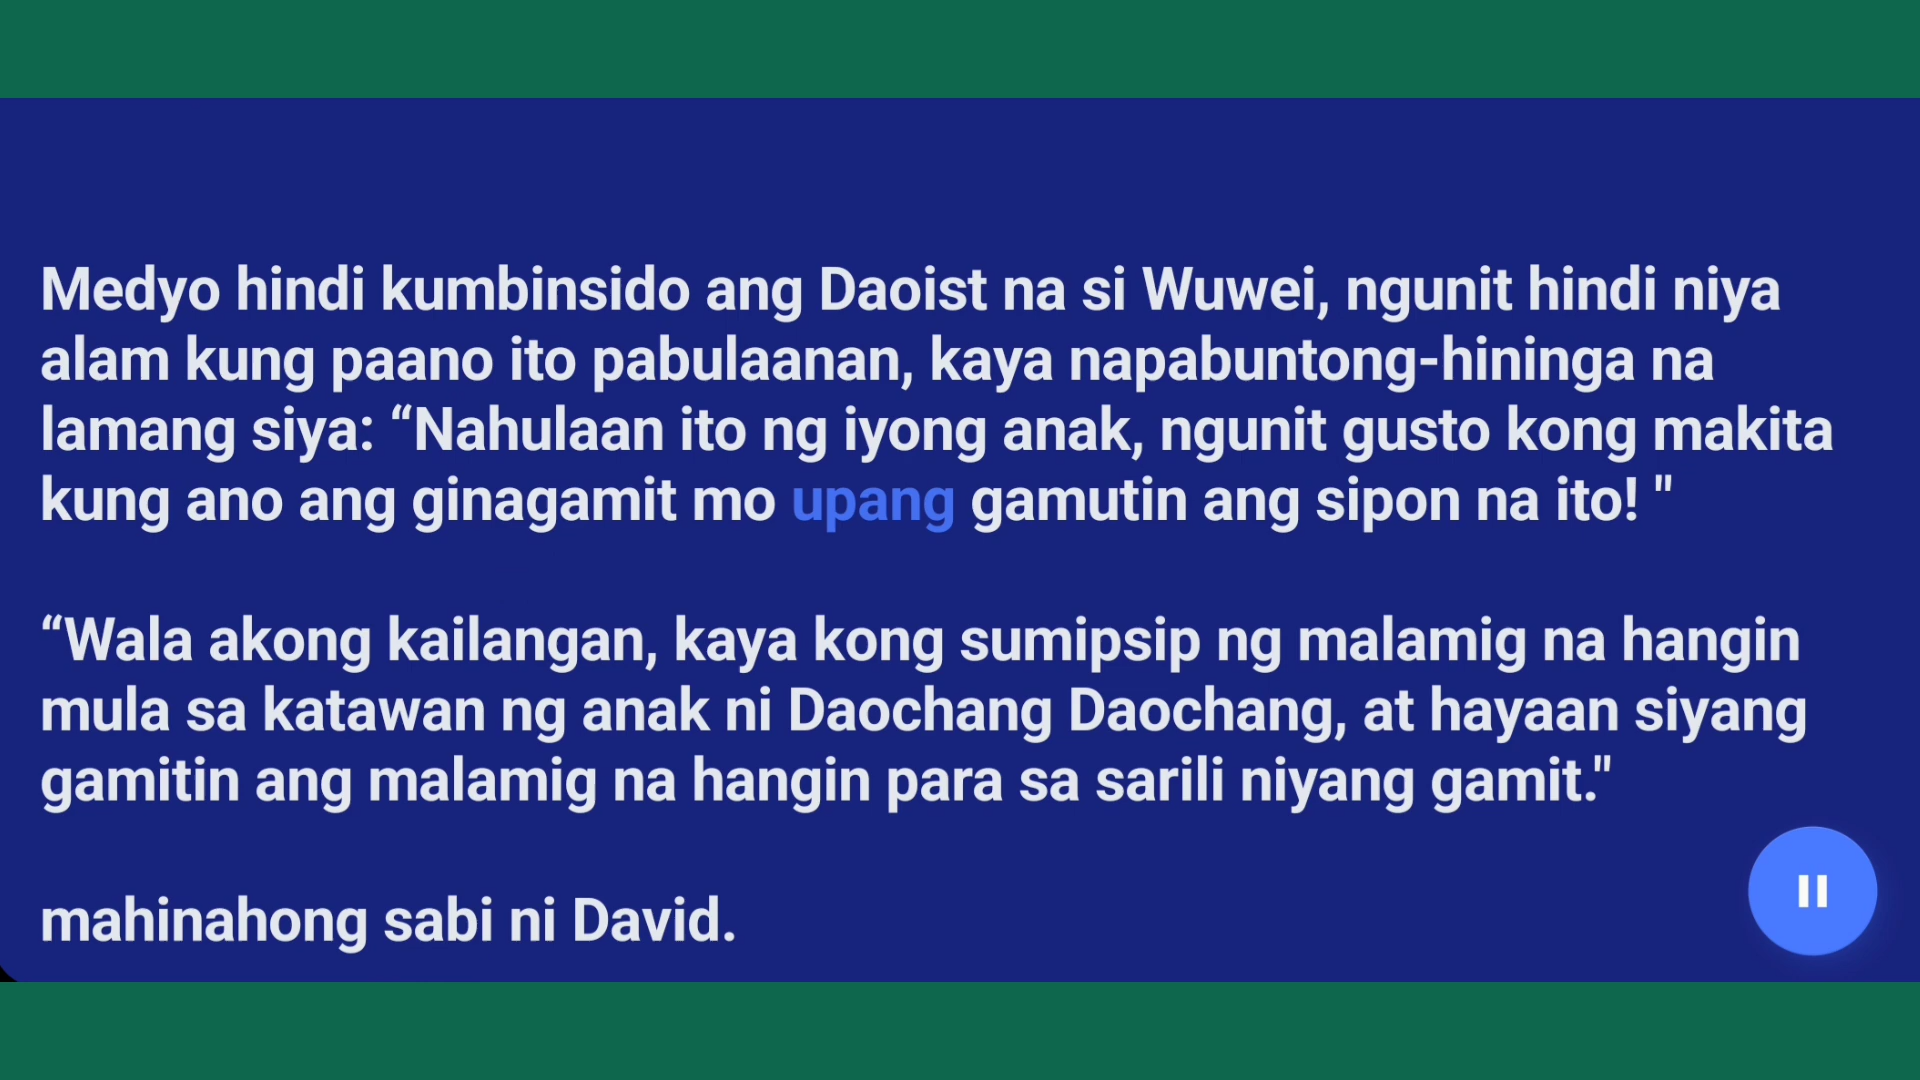 Medyo hindi kumbinsido ang Daoist na si Wuwei, ngunit hindi niya
alam kung paano ito pabulaanan, kaya napabuntong-hininga na
lamang siya: “Nahulaan ito ng iyong anak, ngunit gusto kong makita
kung ano ang ginagamit mo upang gamutin ang sipon na ito! "
“Wala akong kailangan, kaya kong sumipsip ng malamig na hangin
mula sa katawan ng anak ni Daochang Daochang, at hayaan siyang
gamitin ang malamig na hangin para sa sarili niyang gamit."
mahinahong sabi ni David.